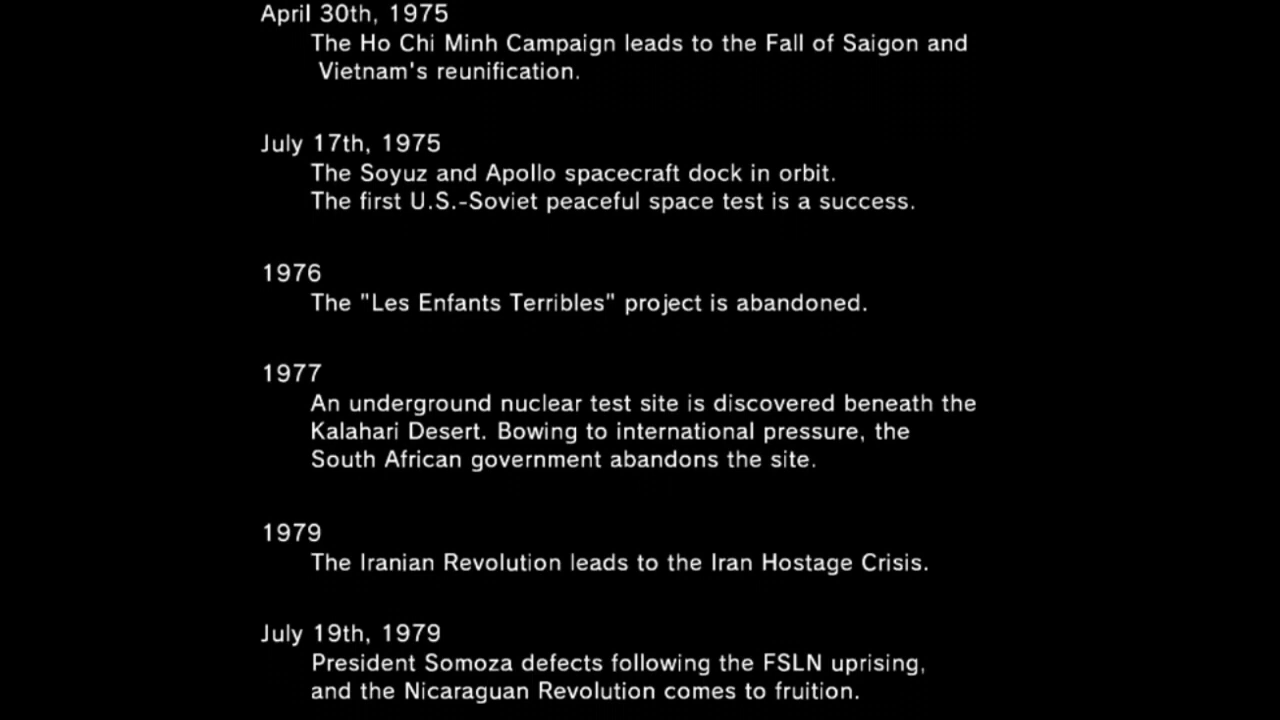 April 30th, 1975
The Ho Chi Minh Campaign leads to the Fall of Saigon and
Vietnam's reunification.
July 17th, 1975
The Soyuz and Apollo spacecraft dock in orbit.
The first U.S.-Soviet peaceful space test is a success.
1976
The "Les Enfants Terribles" project is abandoned.
1977
An underground nuclear test site is discovered beneath the
Kalahari Desert. Bowing to international pressure, the
South African government abandons the site.
1979
The Iranian Revolution leads to the Iran Hostage Crisis.
July 19th, 1979
President Somoza defects following the FSLN uprising,
and the Nicaraguan Revolution comes to fruition.